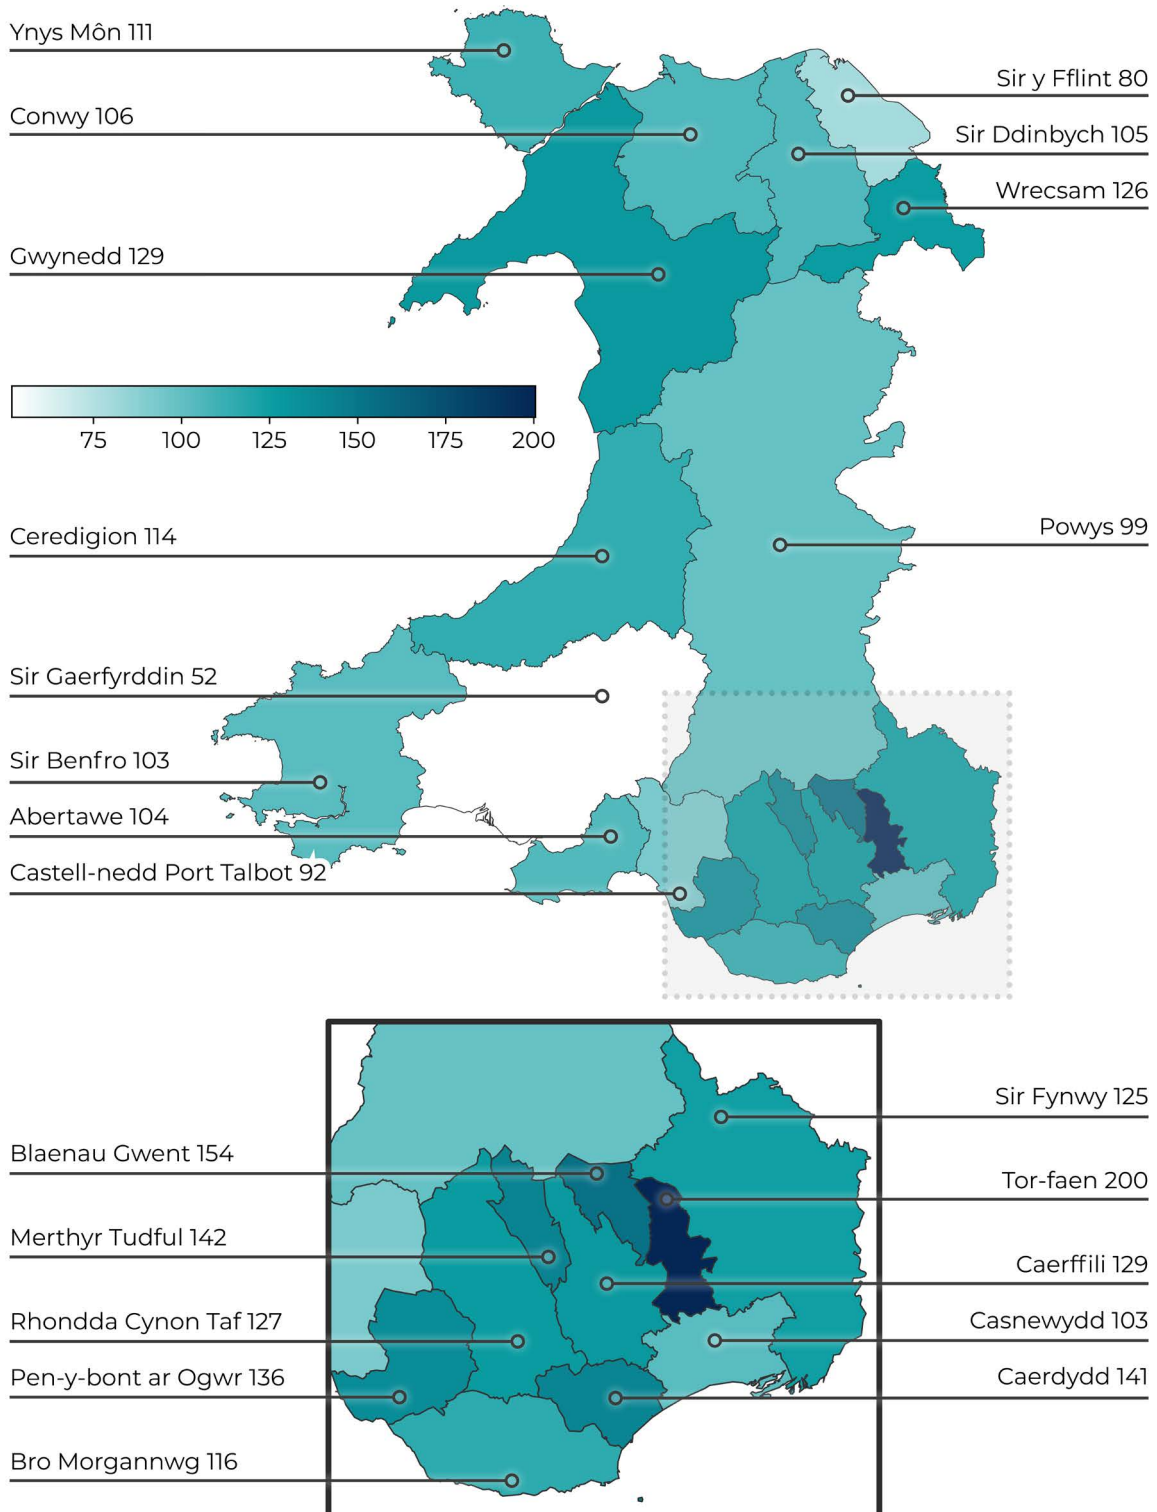 Ynys Môn 111
Sir y Fflint 80
Conwy 106
Sir Ddinbych 105
Wrecsam 126
Gwynedd 129
75 100 125 150 175 200
Ceredigion 114
Powys 99
Sir Gaerfyrddin 52
Sir Benfro 103
Abertawe 104
Castell-nedd Port Talbot 92
Sir Fynwy 125
Blaenau Gwent 154
Tor-faen 200
Merthyr Tudful 142
Caerffili 129
Rhondda Cynon Taf 127
Casnewydd 103
Pen-y-bont ar Ogwr 136
Caerdydd 141
Bro Morgannwg 116